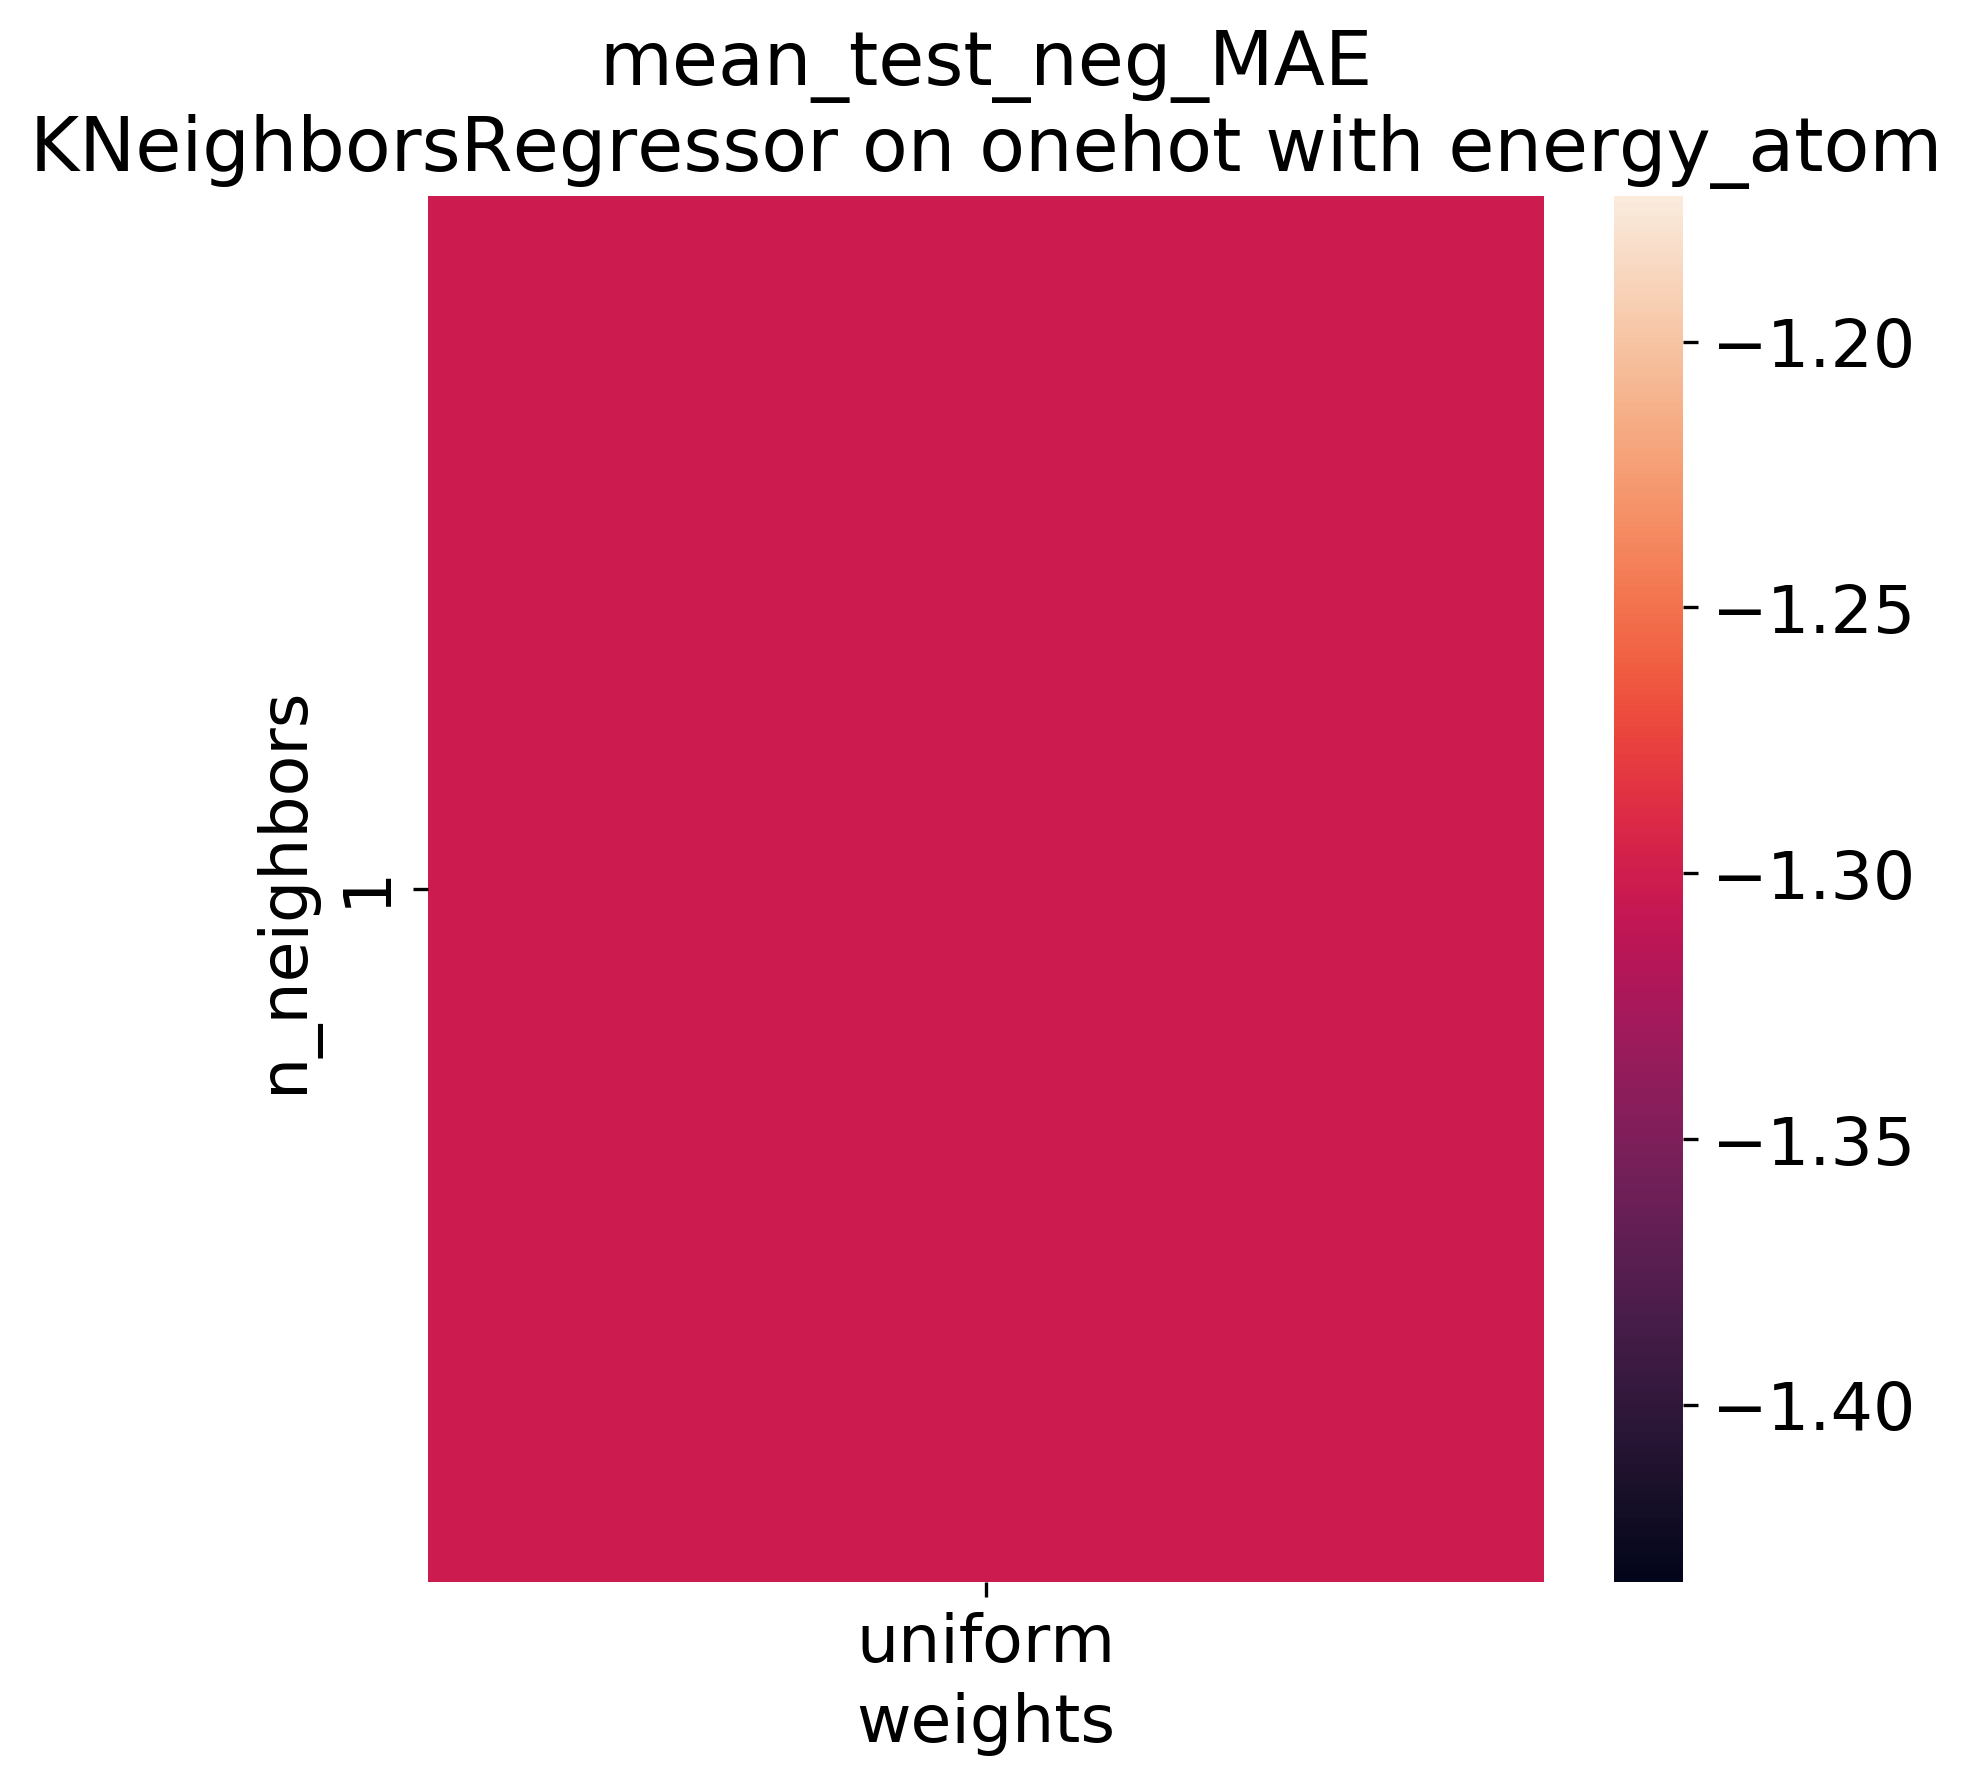 mean_test_neg_MAE
KNeighborsRegressor on onehot with energy_atom
n_neighbors
1
uniform
weights
−1.20
−1.25
−1.30
−1.35
−1.40